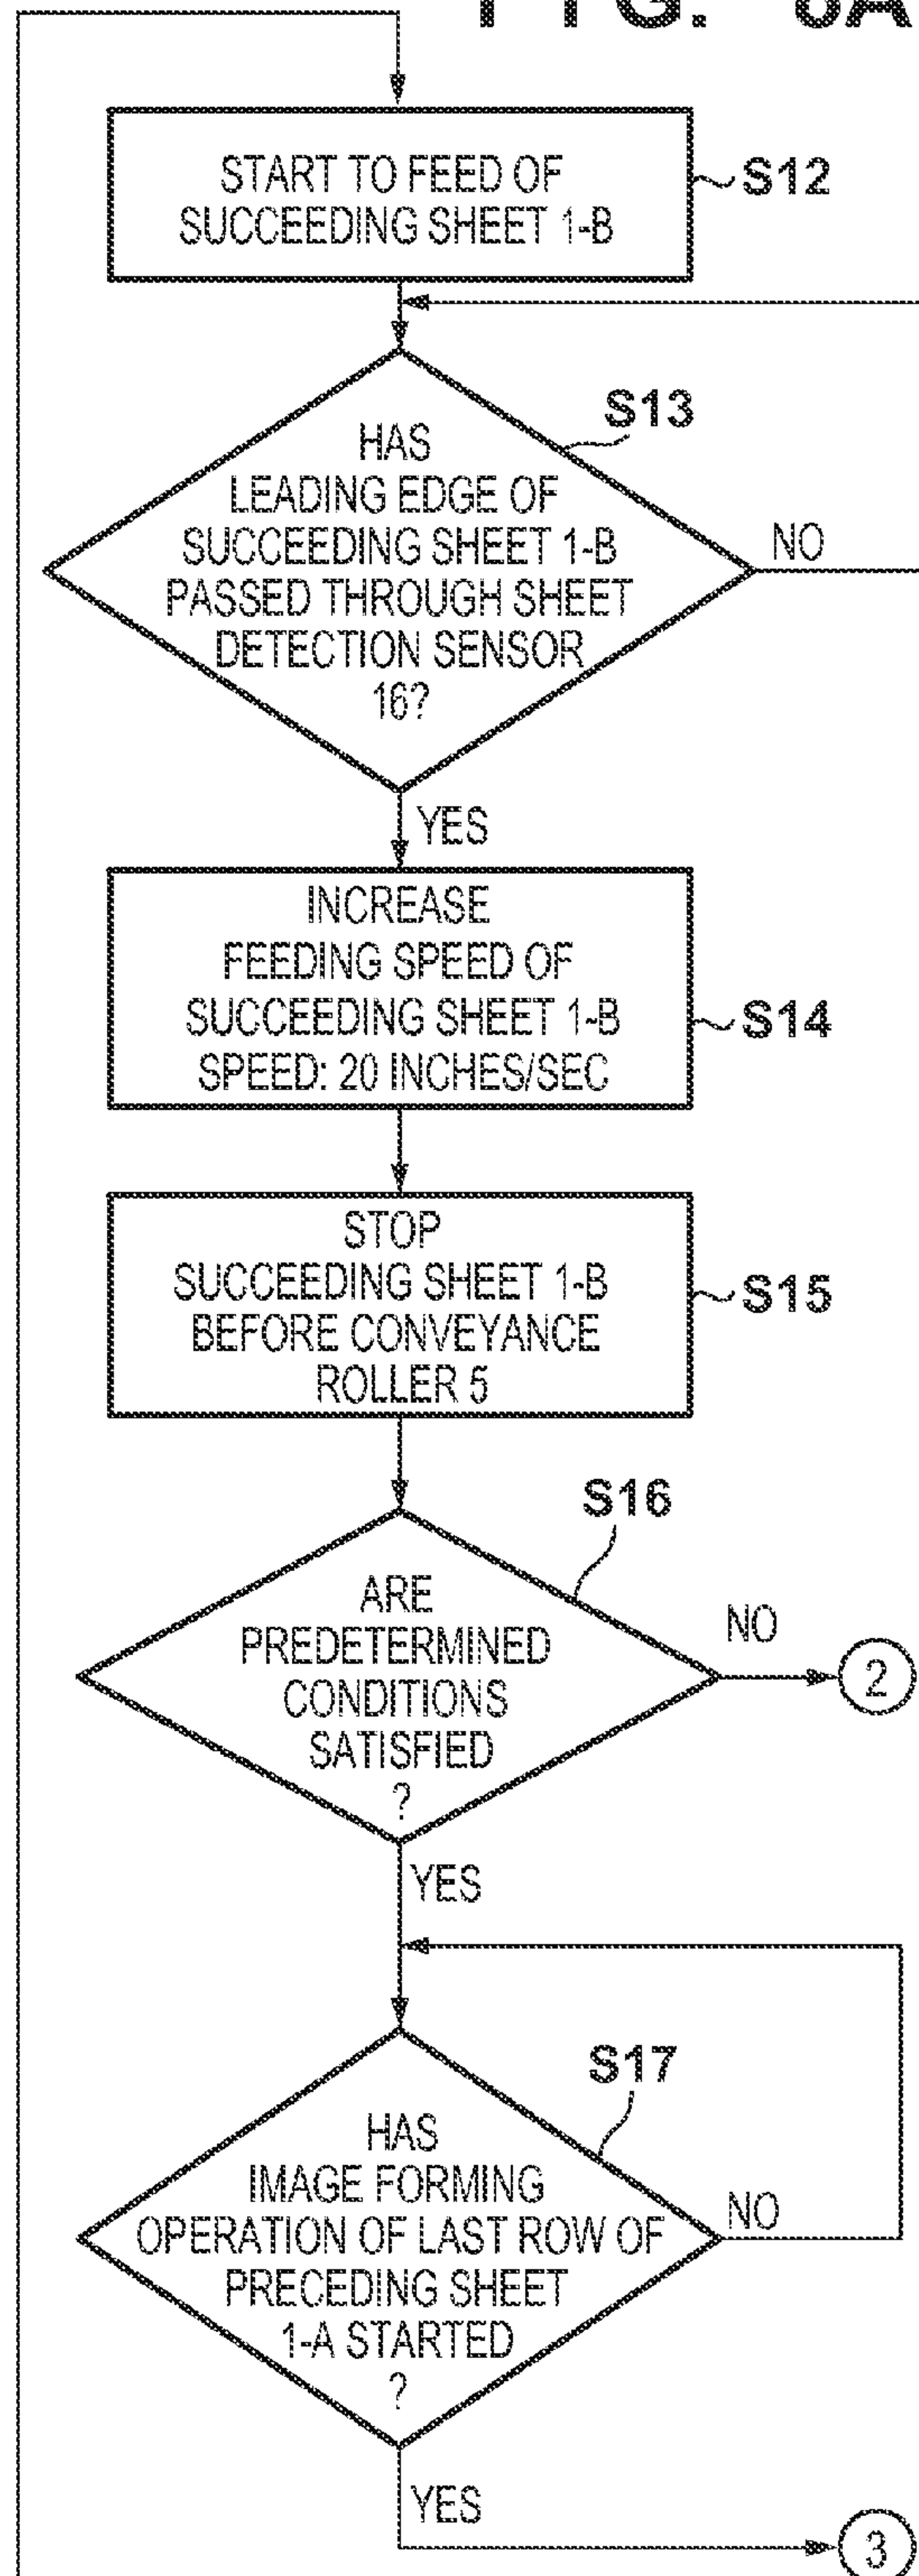 FIG. 8A
START TO FEED OF
SUCCEEDING SHEET 1-B
S12
S13
HAS
LEADING EDGE OF
SUCCEEDING SHEET 1-B
PASSED THROUGH SHEET
DETECTION SENSOR
16?
NO
YES
INCREASE
FEEDING SPEED OF
SUCCEEDING SHEET 1-B
SPEED: 20 INCHES/SEC
S14
STOP
SUCCEEDING SHEET 1-B
BEFORE CONVEYANCE
ROLLER 5
S15
S16
ARE
PREDETERMINED
CONDITIONS
SATISFIED
?
NO
2
YES
S17
HAS
IMAGE FORMING
OPERATION OF LAST ROW OF
PRECEDING SHEET
1-A STARTED
?
NO
YES
3